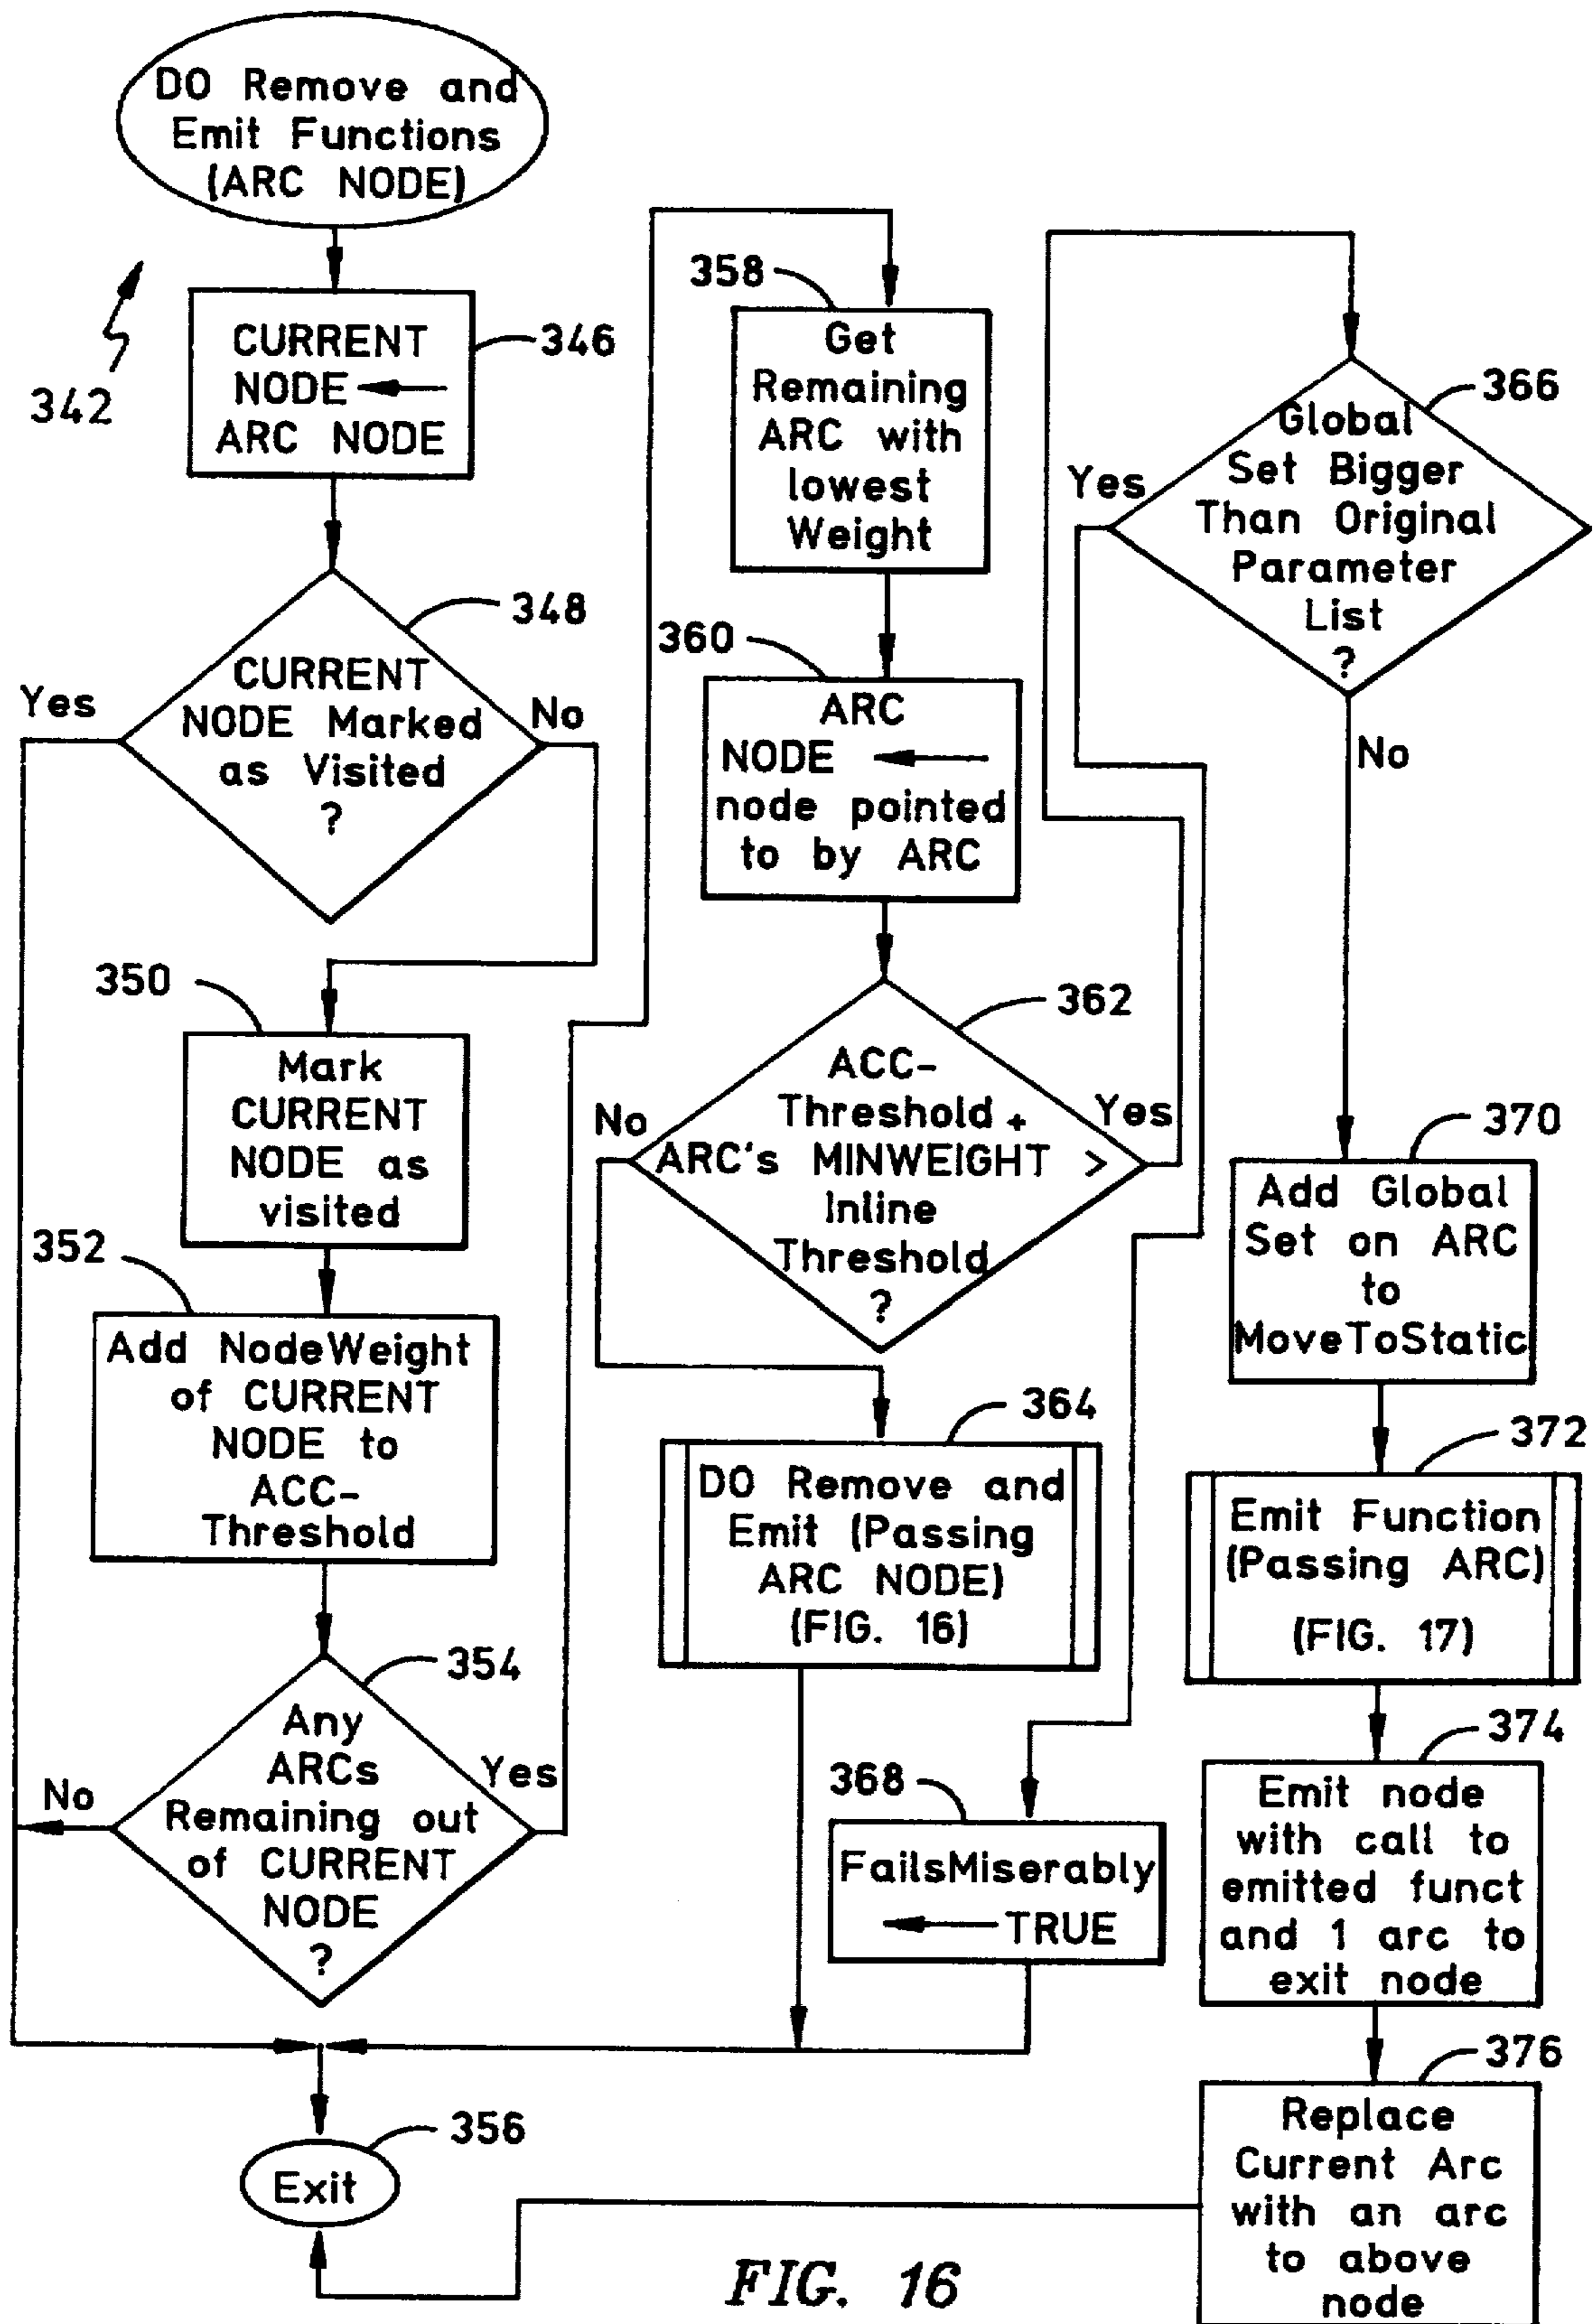 DO Remove and
Emit Functions
(ARC NODE)
342
346
CURRENT
NODE
ARC NODE
348
CURRENT
NODE Marked
as Visited
?
Yes
No
350
Mark
CURRENT
NODE as
visited
352
Add NodeWeight
of CURRENT
NODE to
ACC-
Threshold
354
Any
ARCs
Remaining out
of CURRENT
NODE
?
No
Yes
356
Exit
358
Get
Remaining
ARC with
lowest
Weight
360
ARC
NODE
node pointed
to by ARC
362
ACC-
Threshold +
ARC's MINWEIGHT >
Inline
Threshold
?
No
Yes
364
DO Remove and
Emit (Passing
ARC NODE)
(FIG. 16)
368
FailsMiserably
TRUE
366
Global
Set Bigger
Than Original
Parameter
List
?
Yes
No
370
Add Global
Set on ARC
to
MoveToStatic
372
Emit Function
(Passing ARC)
(FIG. 17)
374
Emit node
with call to
emitted funct
and 1 arc to
exit node
376
Replace
Current Arc
with an arc
to above
node
FIG. 16